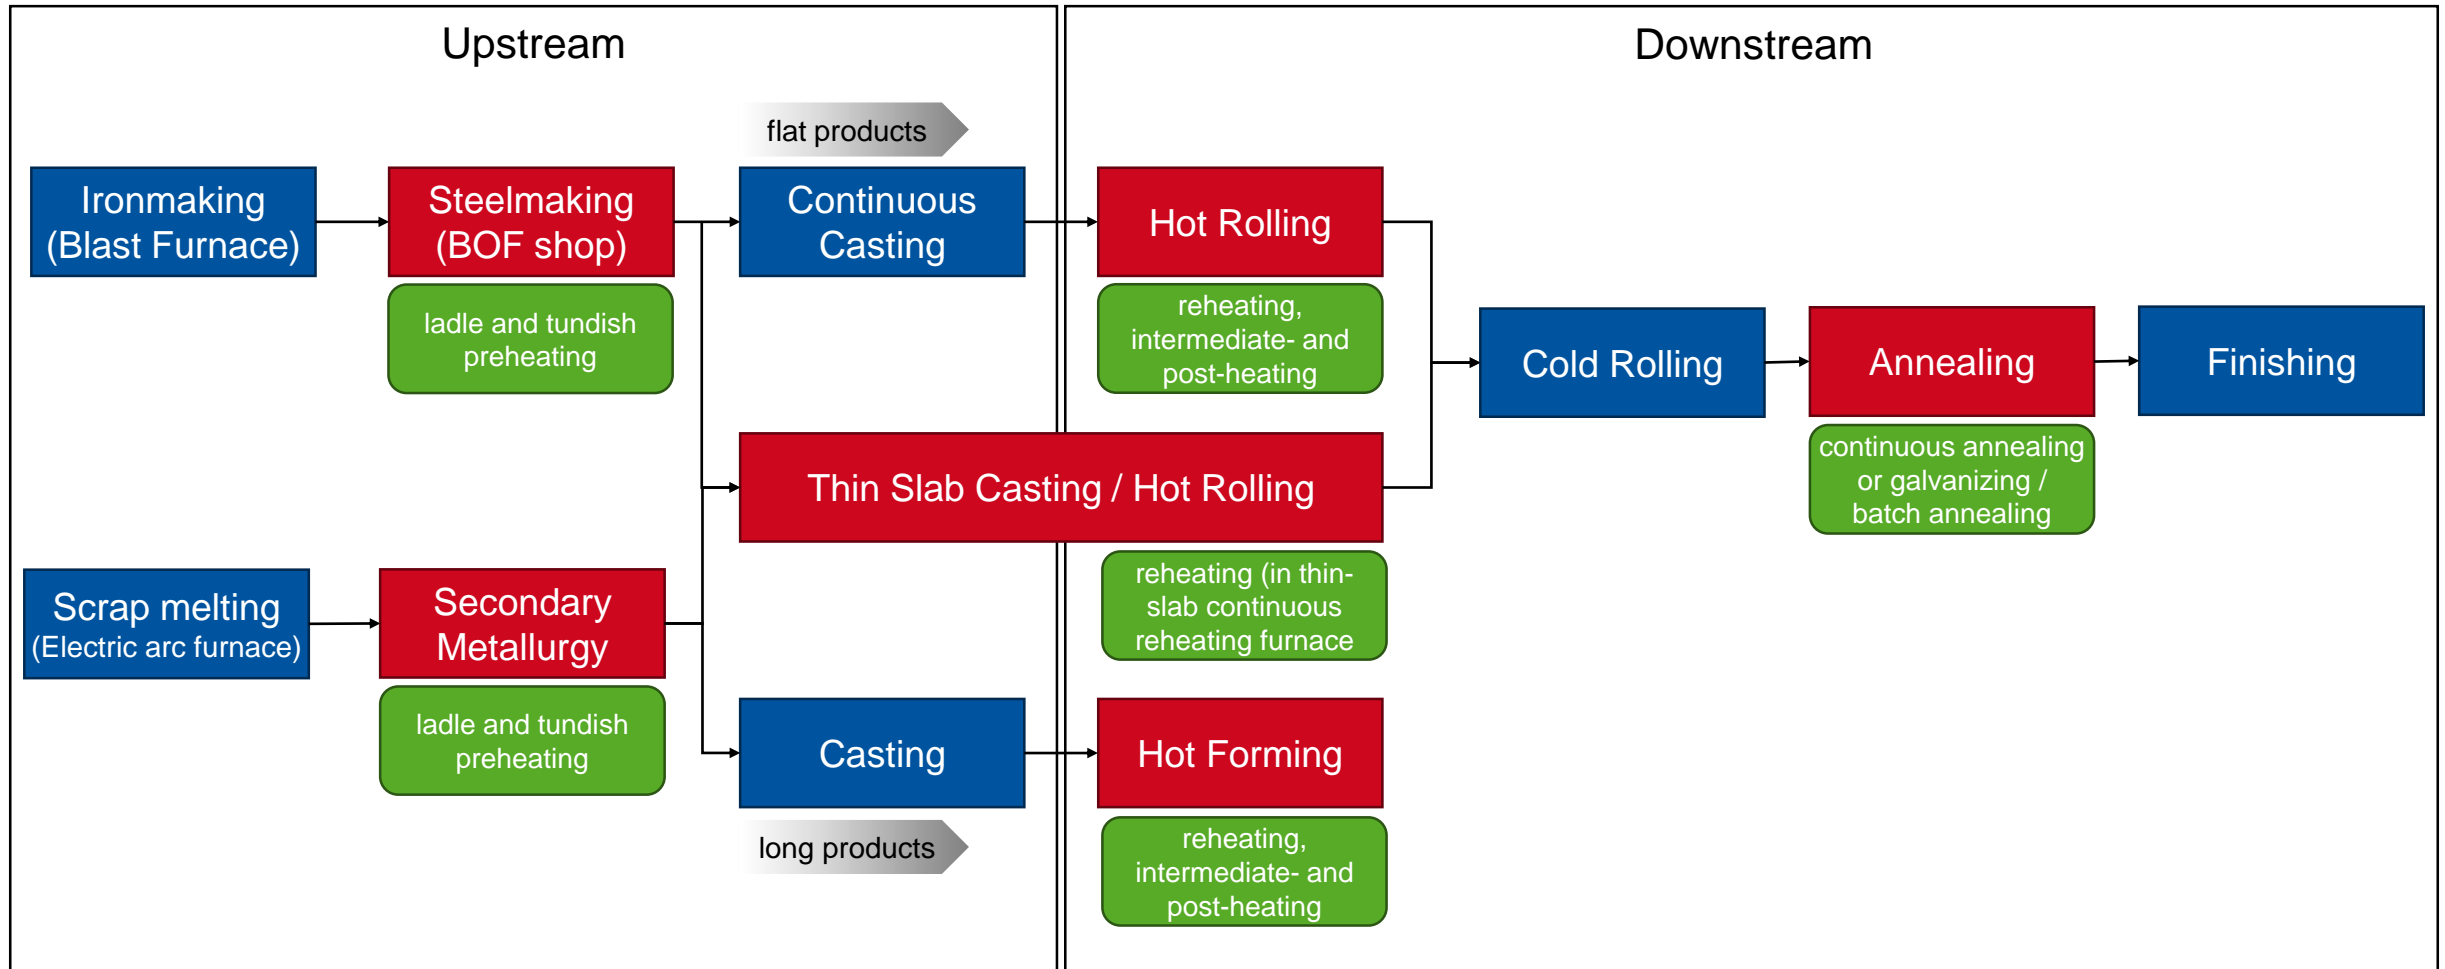 Upstream
Downstream
flat products
Ironmaking
(Blast Furnace)
Steelmaking
(BOF shop)
Continuous
Casting
Hot Rolling
ladle and tundish
preheating
reheating,
intermediate- and
post-heating
Cold Rolling
Annealing
Finishing
continuous annealing
or galvanizing /
batch annealing
Thin Slab Casting / Hot Rolling
reheating (in thin-
slab continuous
reheating furnace
Scrap melting
(Electric arc furnace)
Secondary
Metallurgy
ladle and tundish
preheating
Casting
Hot Forming
long products
reheating,
intermediate- and
post-heating